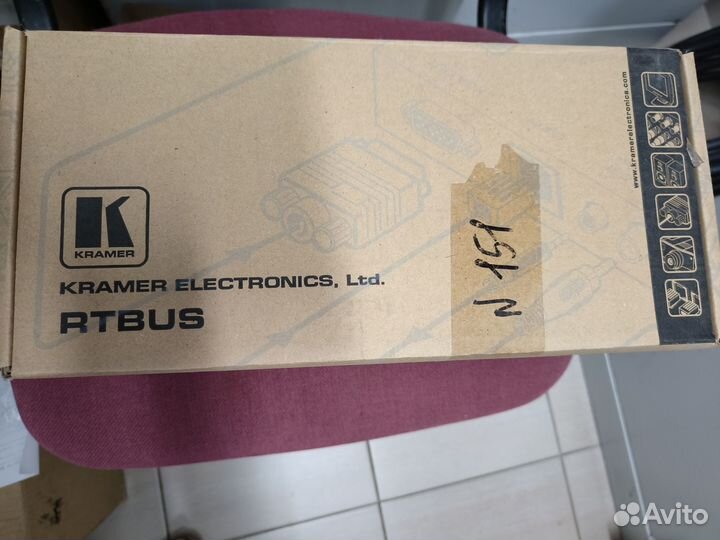 KRAMER
KRAMER ELECTRONICS, Ltd.
RTBUS
N 151
www.kramerelectronics.com
Avito